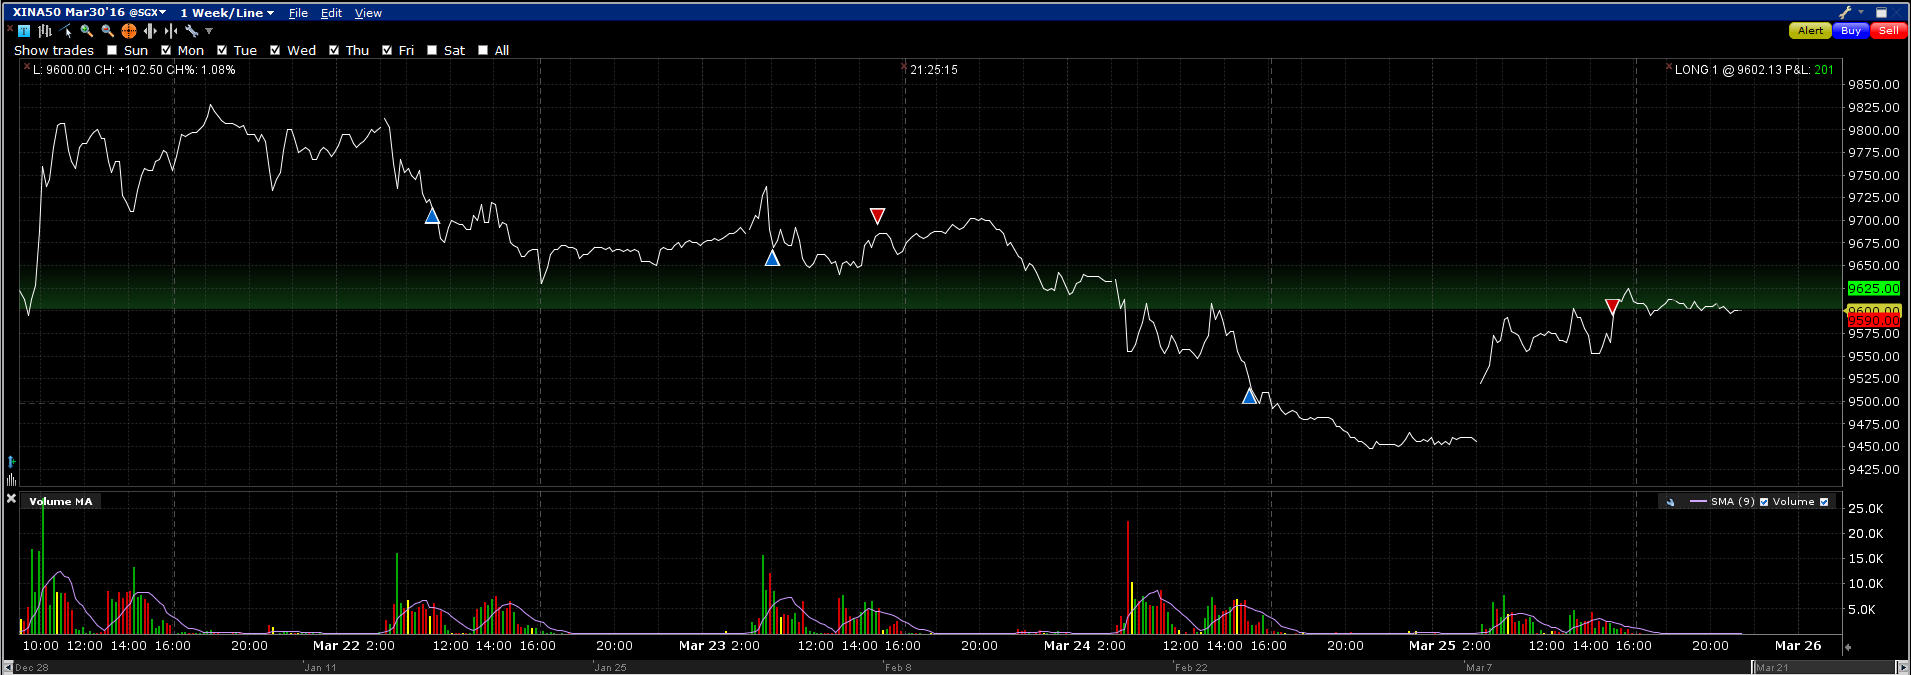 XINA50 Mar30'16 @SGX 1 Week/Line File Edit View
Alert Buy Sell
Show trades Sun Mon Tue Wed Thu Fri Sat All
L: 9600.00 CH: +102.50 CH%: 1.08% 21:25:15 LONG 1 @ 9602.13 P&L: 201
9850.00
9825.00
9800.00
9775.00
9750.00
9725.00
9700.00
9675.00
9650.00
9625.00
9600.00
9590.00
9575.00
9550.00
9525.00
9500.00
9475.00
9450.00
9425.00
Volume MA SMA (9) Volume
25.0K
20.0K
15.0K
10.0K
5.0K
10:00 12:00 14:00 16:00 20:00 Mar 22 2:00 12:00 14:00 16:00 20:00 Mar 23 2:00 12:00 14:00 16:00 20:00 Mar 24 2:00 12:00 14:00 16:00 20:00 Mar 25 2:00 12:00 14:00 16:00 20:00 Mar 26
Dec 28 Jan 11 Jan 25 Feb 8 Feb 22 Mar 7 Mar 21